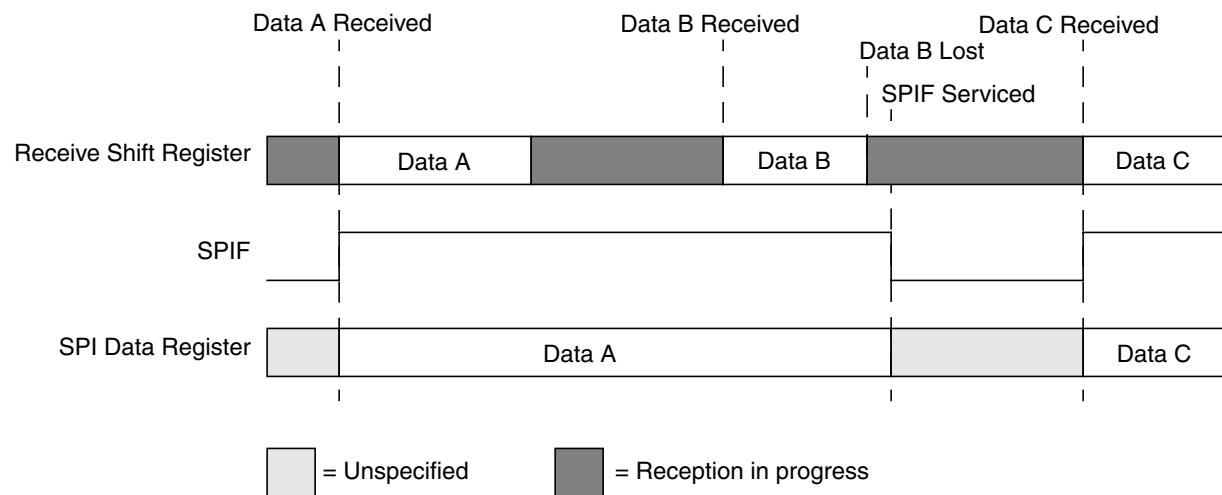 Data A Received
Data B Received
Data C Received
Data B Lost
SPIF Serviced
Receive Shift Register
Data A
Data B
Data C
SPIF
SPI Data Register
Data A
Data C
= Unspecified
= Reception in progress